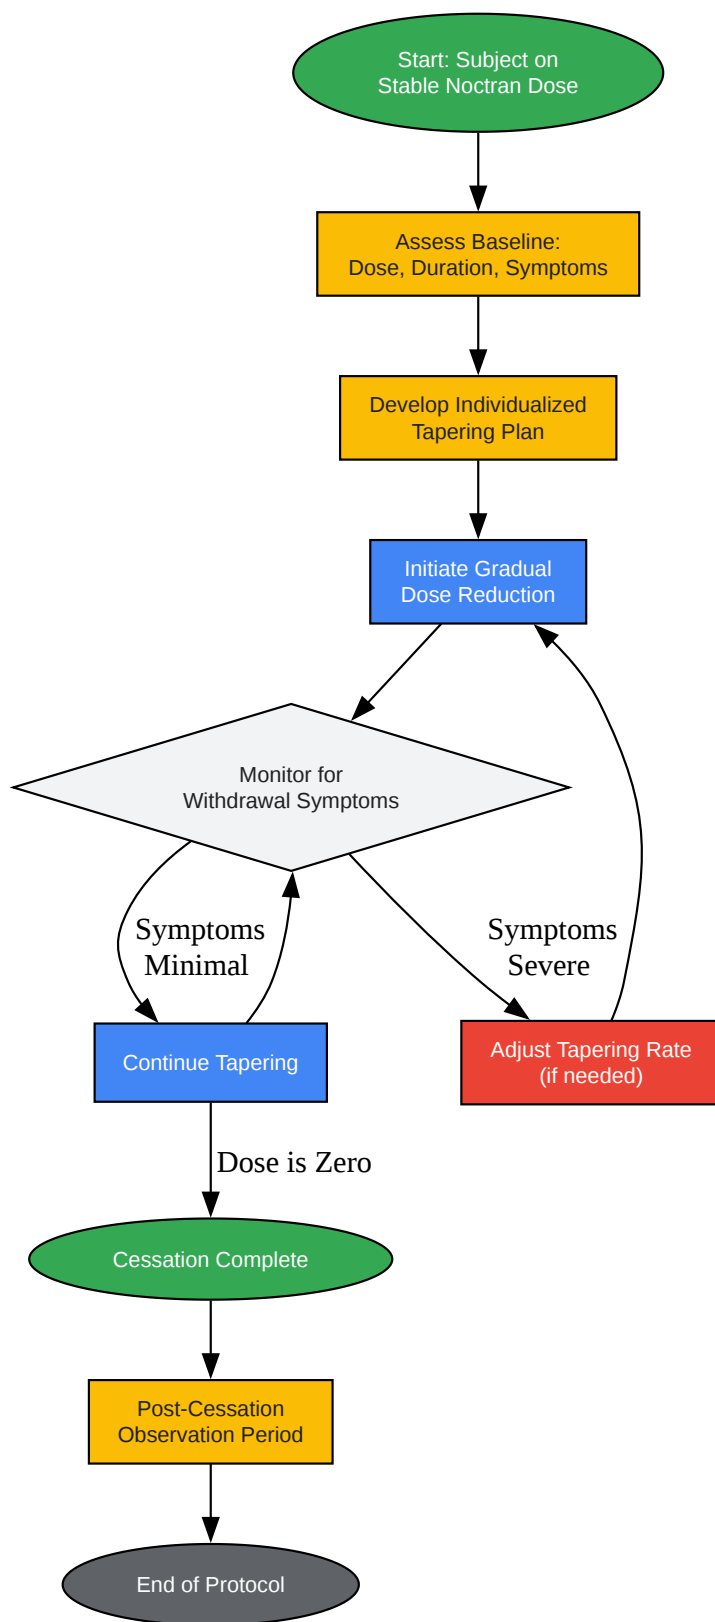 Start: Subject on
Stable Noctran Dose
Assess Baseline:
Dose, Duration, Symptoms
Develop Individualized
Tapering Plan
Initiate Gradual
Dose Reduction
Monitor for
Withdrawal Symptoms
Symptoms
Minimal
Symptoms
Severe
Continue Tapering
Adjust Tapering Rate
(if needed)
Dose is Zero
Cessation Complete
Post-Cessation
Observation Period
End of Protocol